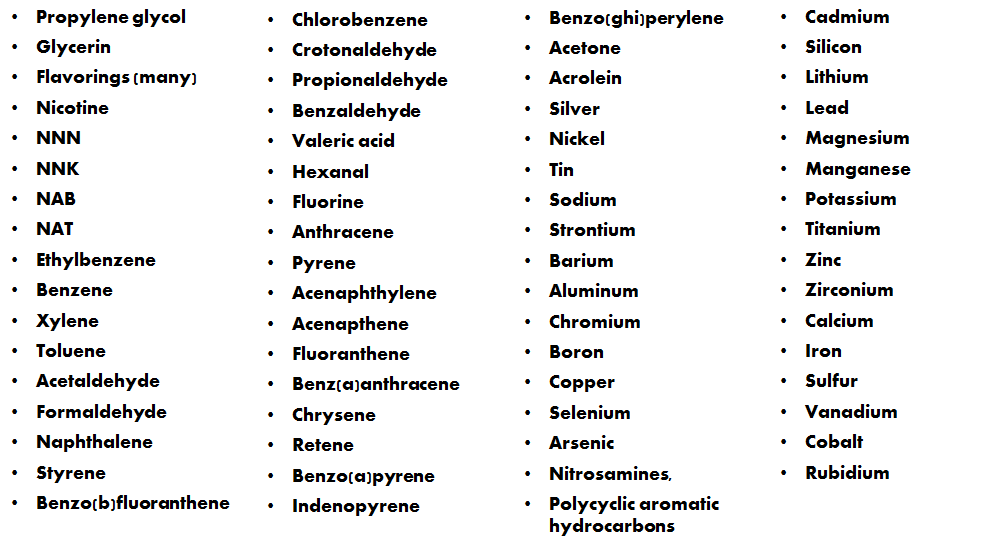 • Propylene glycol
• Glycerin
• Flavorings (many)
• Nicotine
• NNN
• NNK
• NAB
• NAT
• Ethylbenzene
• Benzene
• Xylene
• Toluene
• Acetaldehyde
• Formaldehyde
• Naphthalene
• Styrene
• Benzo(b)fluoranthene
• Chlorobenzene
• Crotonaldehyde
• Propionaldehyde
• Benzaldehyde
• Valeric acid
• Hexanal
• Fluorine
• Anthracene
• Pyrene
• Acenaphthylene
• Acenapthene
• Fluoranthene
• Benz(a)anthracene
• Chrysene
• Retene
• Benzo(a)pyrene
• Indenopyrene
• Benzo(ghi)perylene
• Acetone
• Acrolein
• Silver
• Nickel
• Tin
• Sodium
• Strontium
• Barium
• Aluminum
• Chromium
• Boron
• Copper
• Selenium
• Arsenic
• Nitrosamines,
• Polycyclic aromatic
hydrocarbons
• Cadmium
• Silicon
• Lithium
• Lead
• Magnesium
• Manganese
• Potassium
• Titanium
• Zinc
• Zirconium
• Calcium
• Iron
• Sulfur
• Vanadium
• Cobalt
• Rubidium